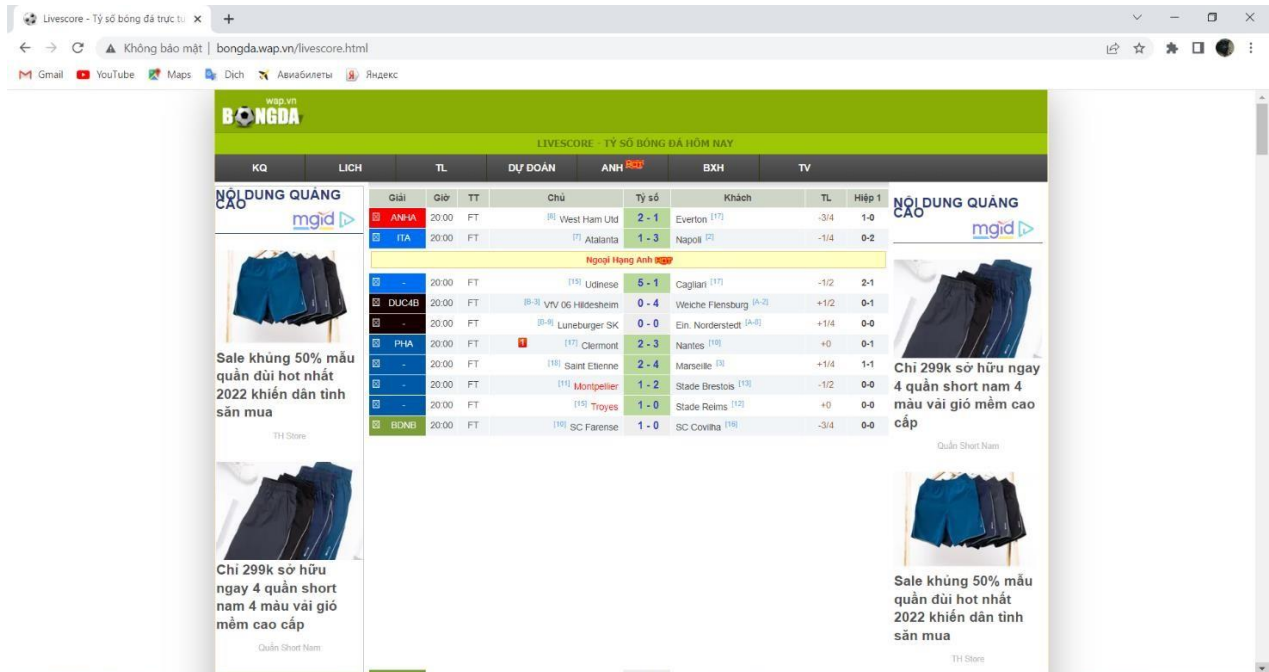 Livescore - Tỷ số bóng đá trực tu
Không bảo mật | bongda.wap.vn/livescore.html
Gmail YouTube Maps Dịch Авиабилеты Яндекс
wap.vn
BONGDA
LIVESCORE - TỶ SỐ BÓNG ĐÁ HÔM NAY
KQ LICH TL DỰ ĐOÁN ANH BXH TV
NỘI DUNG QUẢNG CÁO
mgid
Sale khủng 50% mẫu
quần đùi hot nhất
2022 khiến dân tình
săn mua
TH Store
Chỉ 299k sở hữu
ngay 4 quần short
nam 4 màu vải gió
mềm cao cấp
Quần Short Nam
Giải Giờ TT Chủ Tỷ số Khách TL Hiệp 1
ANHA 20:00 FT [6] West Ham Utd 2 - 1 Everton [17] -3/4 1-0
ITA 20:00 FT [7] Atalanta 1 - 3 Napoli [2] -1/4 0-2
Ngoại Hạng Anh
- 20:00 FT [15] Udinese 5 - 1 Cagliari [17] -1/2 2-1
DUC4B 20:00 FT [B-3] VfV 06 Hildesheim 0 - 4 Weiche Flensburg [A-2] +1/2 0-1
- 20:00 FT [B-9] Luneburger SK 0 - 0 Ein. Norderstedt +1/4 0-0
PHA 20:00 FT 1 [17] Clermont 2 - 3 Nantes [10] +0 0-1
- 20:00 FT [18] Saint Etienne 2 - 4 Marseille [3] +1/4 1-1
- 20:00 FT [11] Montpellier 1 - 2 Stade Brestois [13] -1/2 0-0
- 20:00 FT [15] Troyes 1 - 0 Stade Reims [12] +0 0-0
BDNB 20:00 FT [10] SC Farense 1 - 0 SC Covilha [16] -3/4 0-0
NỘI DUNG QUẢNG CÁO
mgid
Chỉ 299k sở hữu ngay
4 quần short nam 4
màu vải gió mềm cao
cấp
Quần Short Nam
Sale khủng 50% mẫu
quần đùi hot nhất
2022 khiến dân tình
săn mua
TH Store